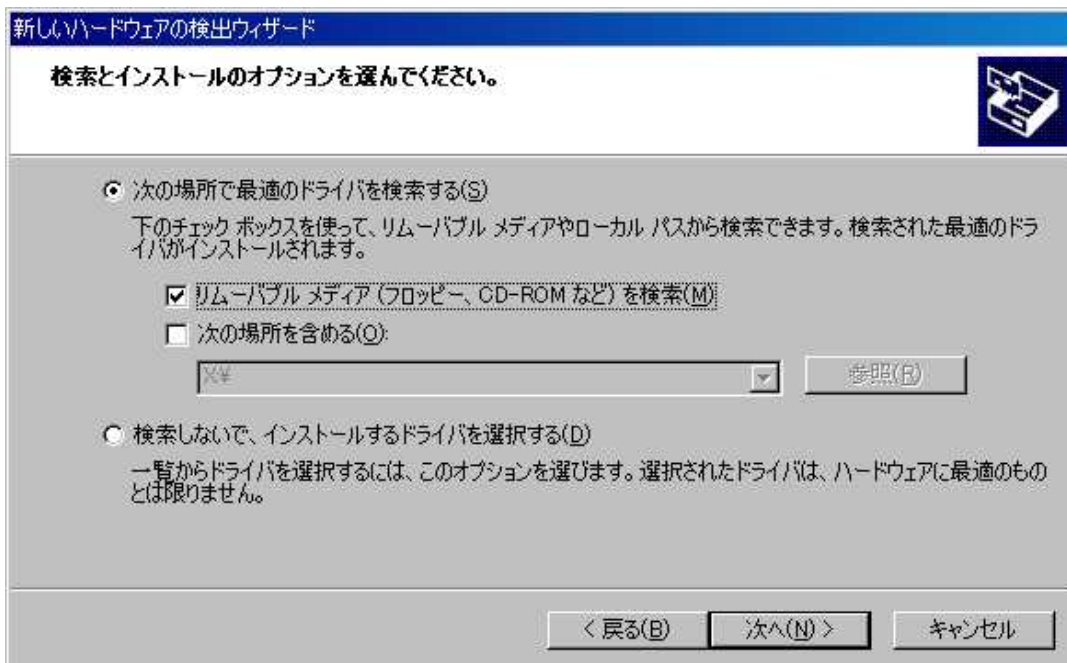 新しいハードウェアの検出ウィザード
検索とインストールのオプションを選んでください。
次の場所で最適のドライバを検索する(S)
下のチェック ボックスを使って、リムーバブル メディアやローカル パスから検索できます。検索された最適のドラ
イバがインストールされます。
リムーバブル メディア (フロッピー、CD-ROM など) を検索(M)
次の場所を含める(O):
X¥
参照(R)
検索しないで、インストールするドライバを選択する(D)
一覧からドライバを選択するには、このオプションを選びます。選択されたドライバは、ハードウェアに最適のもの
とは限りません。
< 戻る(B)
次へ(N) >
キャンセル